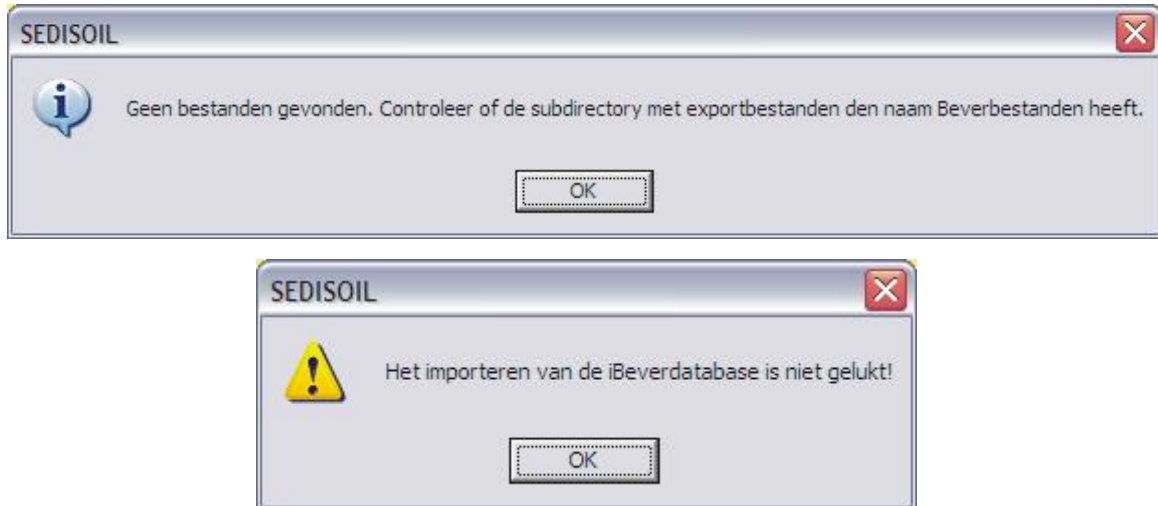 SEDISOIL
Geen bestanden gevonden. Controleer of de subdirectory met exportbestanden den naam Beverbestanden heeft.
OK
SEDISOIL
Het importeren van de iBeverdatabase is niet gelukt!
OK